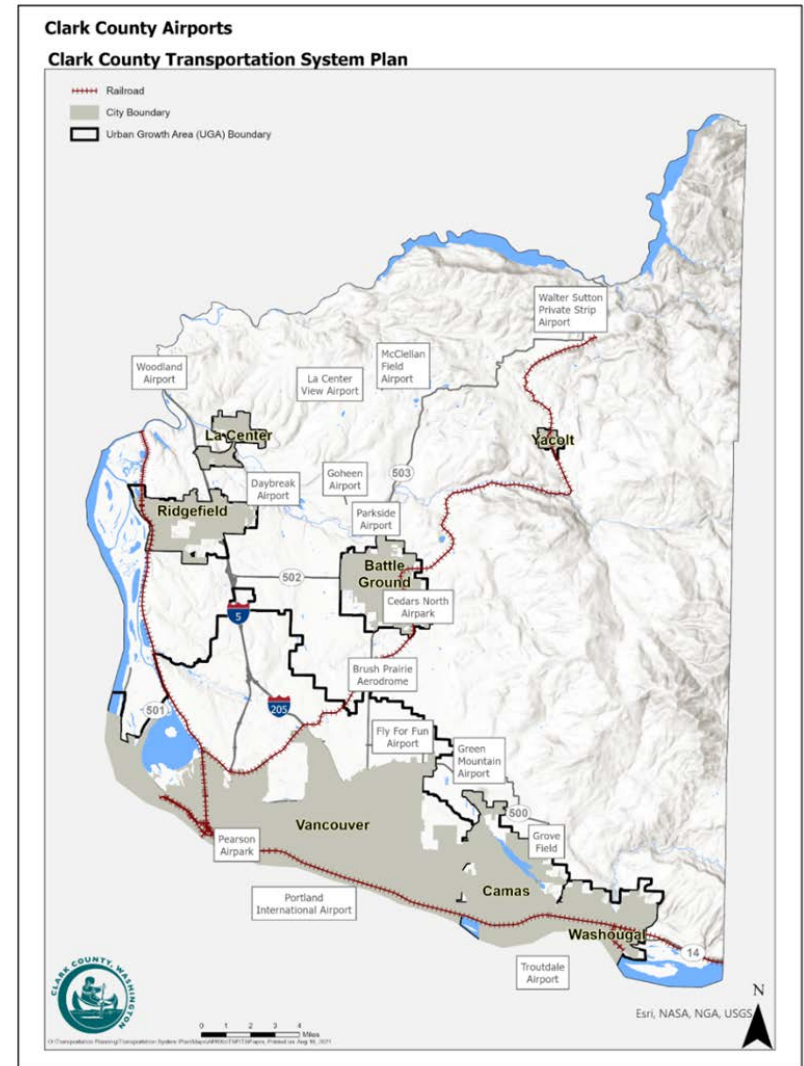 Clark County Airports
Clark County Transportation System Plan
Railroad
City Boundary
Urban Growth Area (UGA) Boundary
Walter Sutton
Private Strip
Airport
McClellan
Field
Airport
Woodland
Airport
La Center
View Airport
La Center
Yacolt
503
Goheen
Airport
Daybreak
Airport
Ridgefield
Parkside
Airport
Battle
Ground
502
Cedars North
Airpark
5
Brush Prairie
Aerodrome
501
205
Fly For Fun
Airport
Green
Mountain
Airport
500
Vancouver
Grove
Field
Pearson
Airpark
Camas
Portland
International Airport
Washougal
14
Troutdale
Airport
CLARK COUNTY, WASHINGTON
N
Esri, NASA, NGA, USGS
0 1 2 3 4
Miles